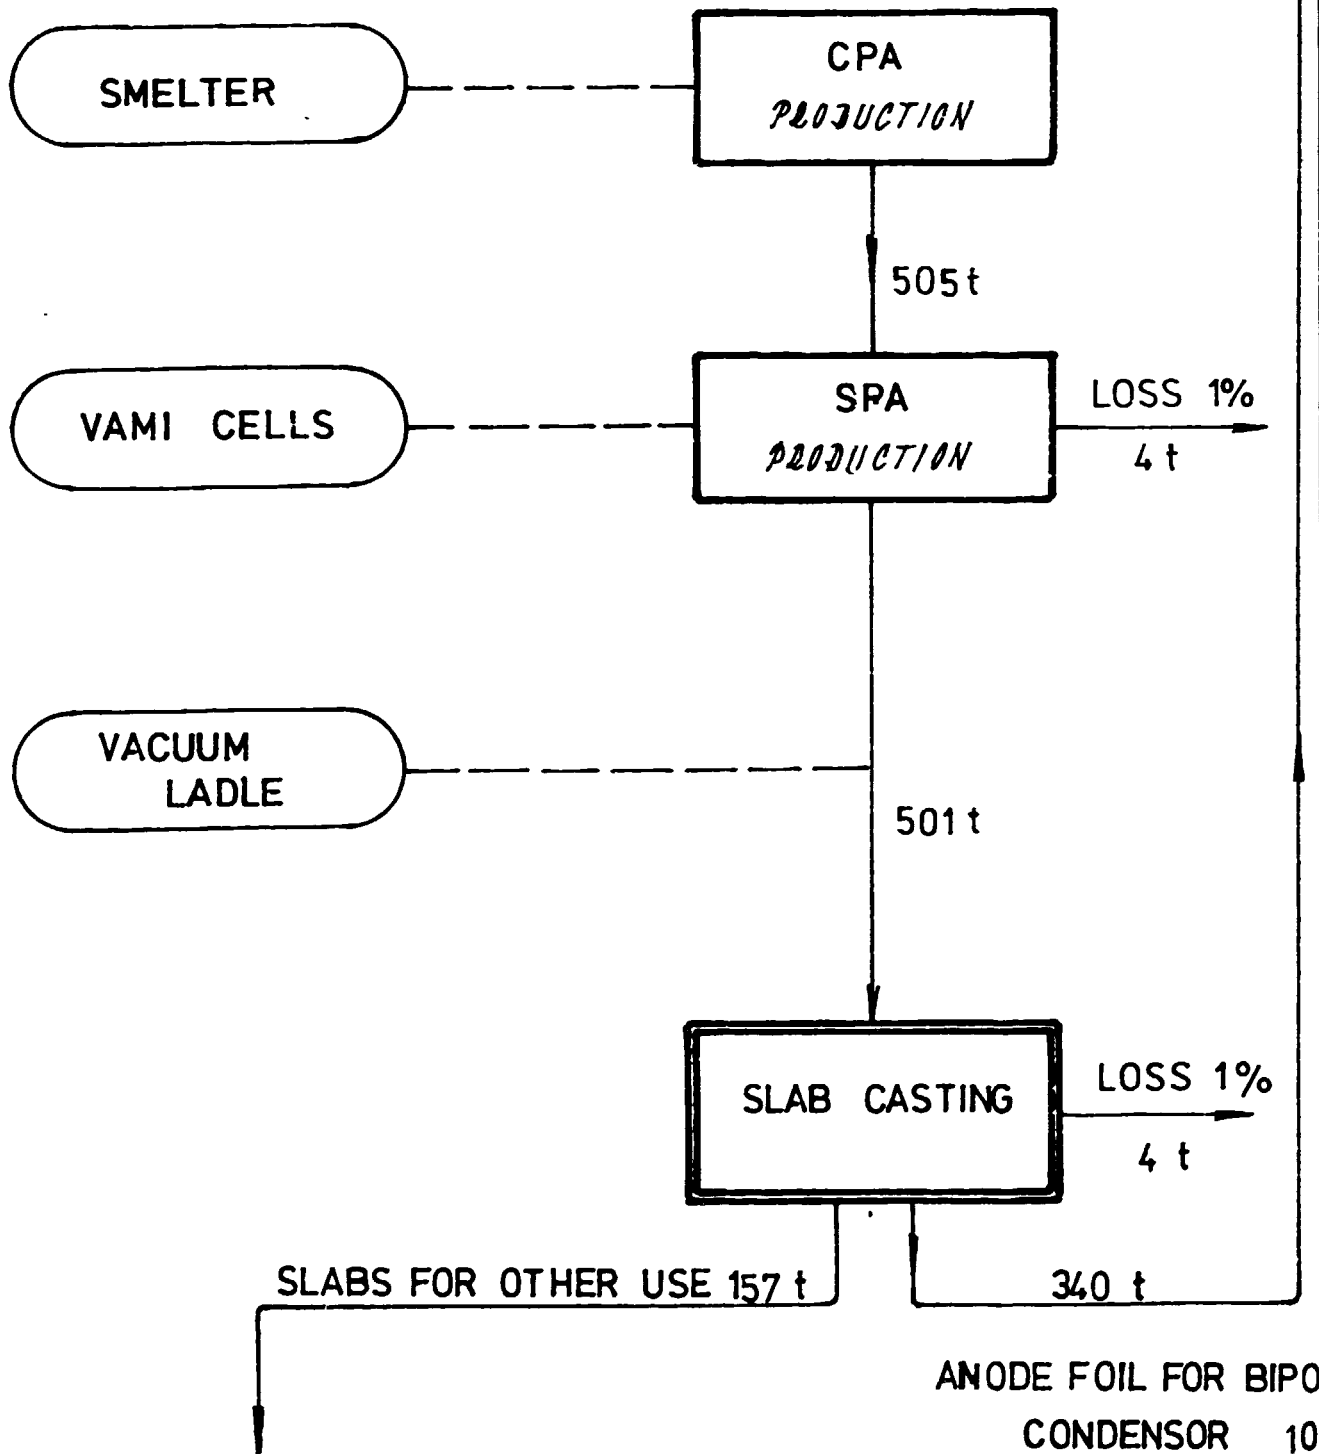 SMELTER
CPA
PRODUCTION
505 t
VAMI CELLS
SPA
PRODUCTION
LOSS 1%
4 t
VACUUM
LADLE
501 t
SLAB CASTING
LOSS 1%
4 t
SLABS FOR OTHER USE 157 t
340 t
ANODE FOIL FOR BIPO
CONDENSOR 10